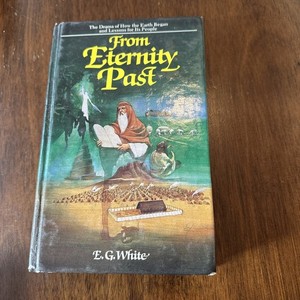 The Drama of How the Earth Began
and Lessons for Its People
From
Eternity
Past
E. G. White